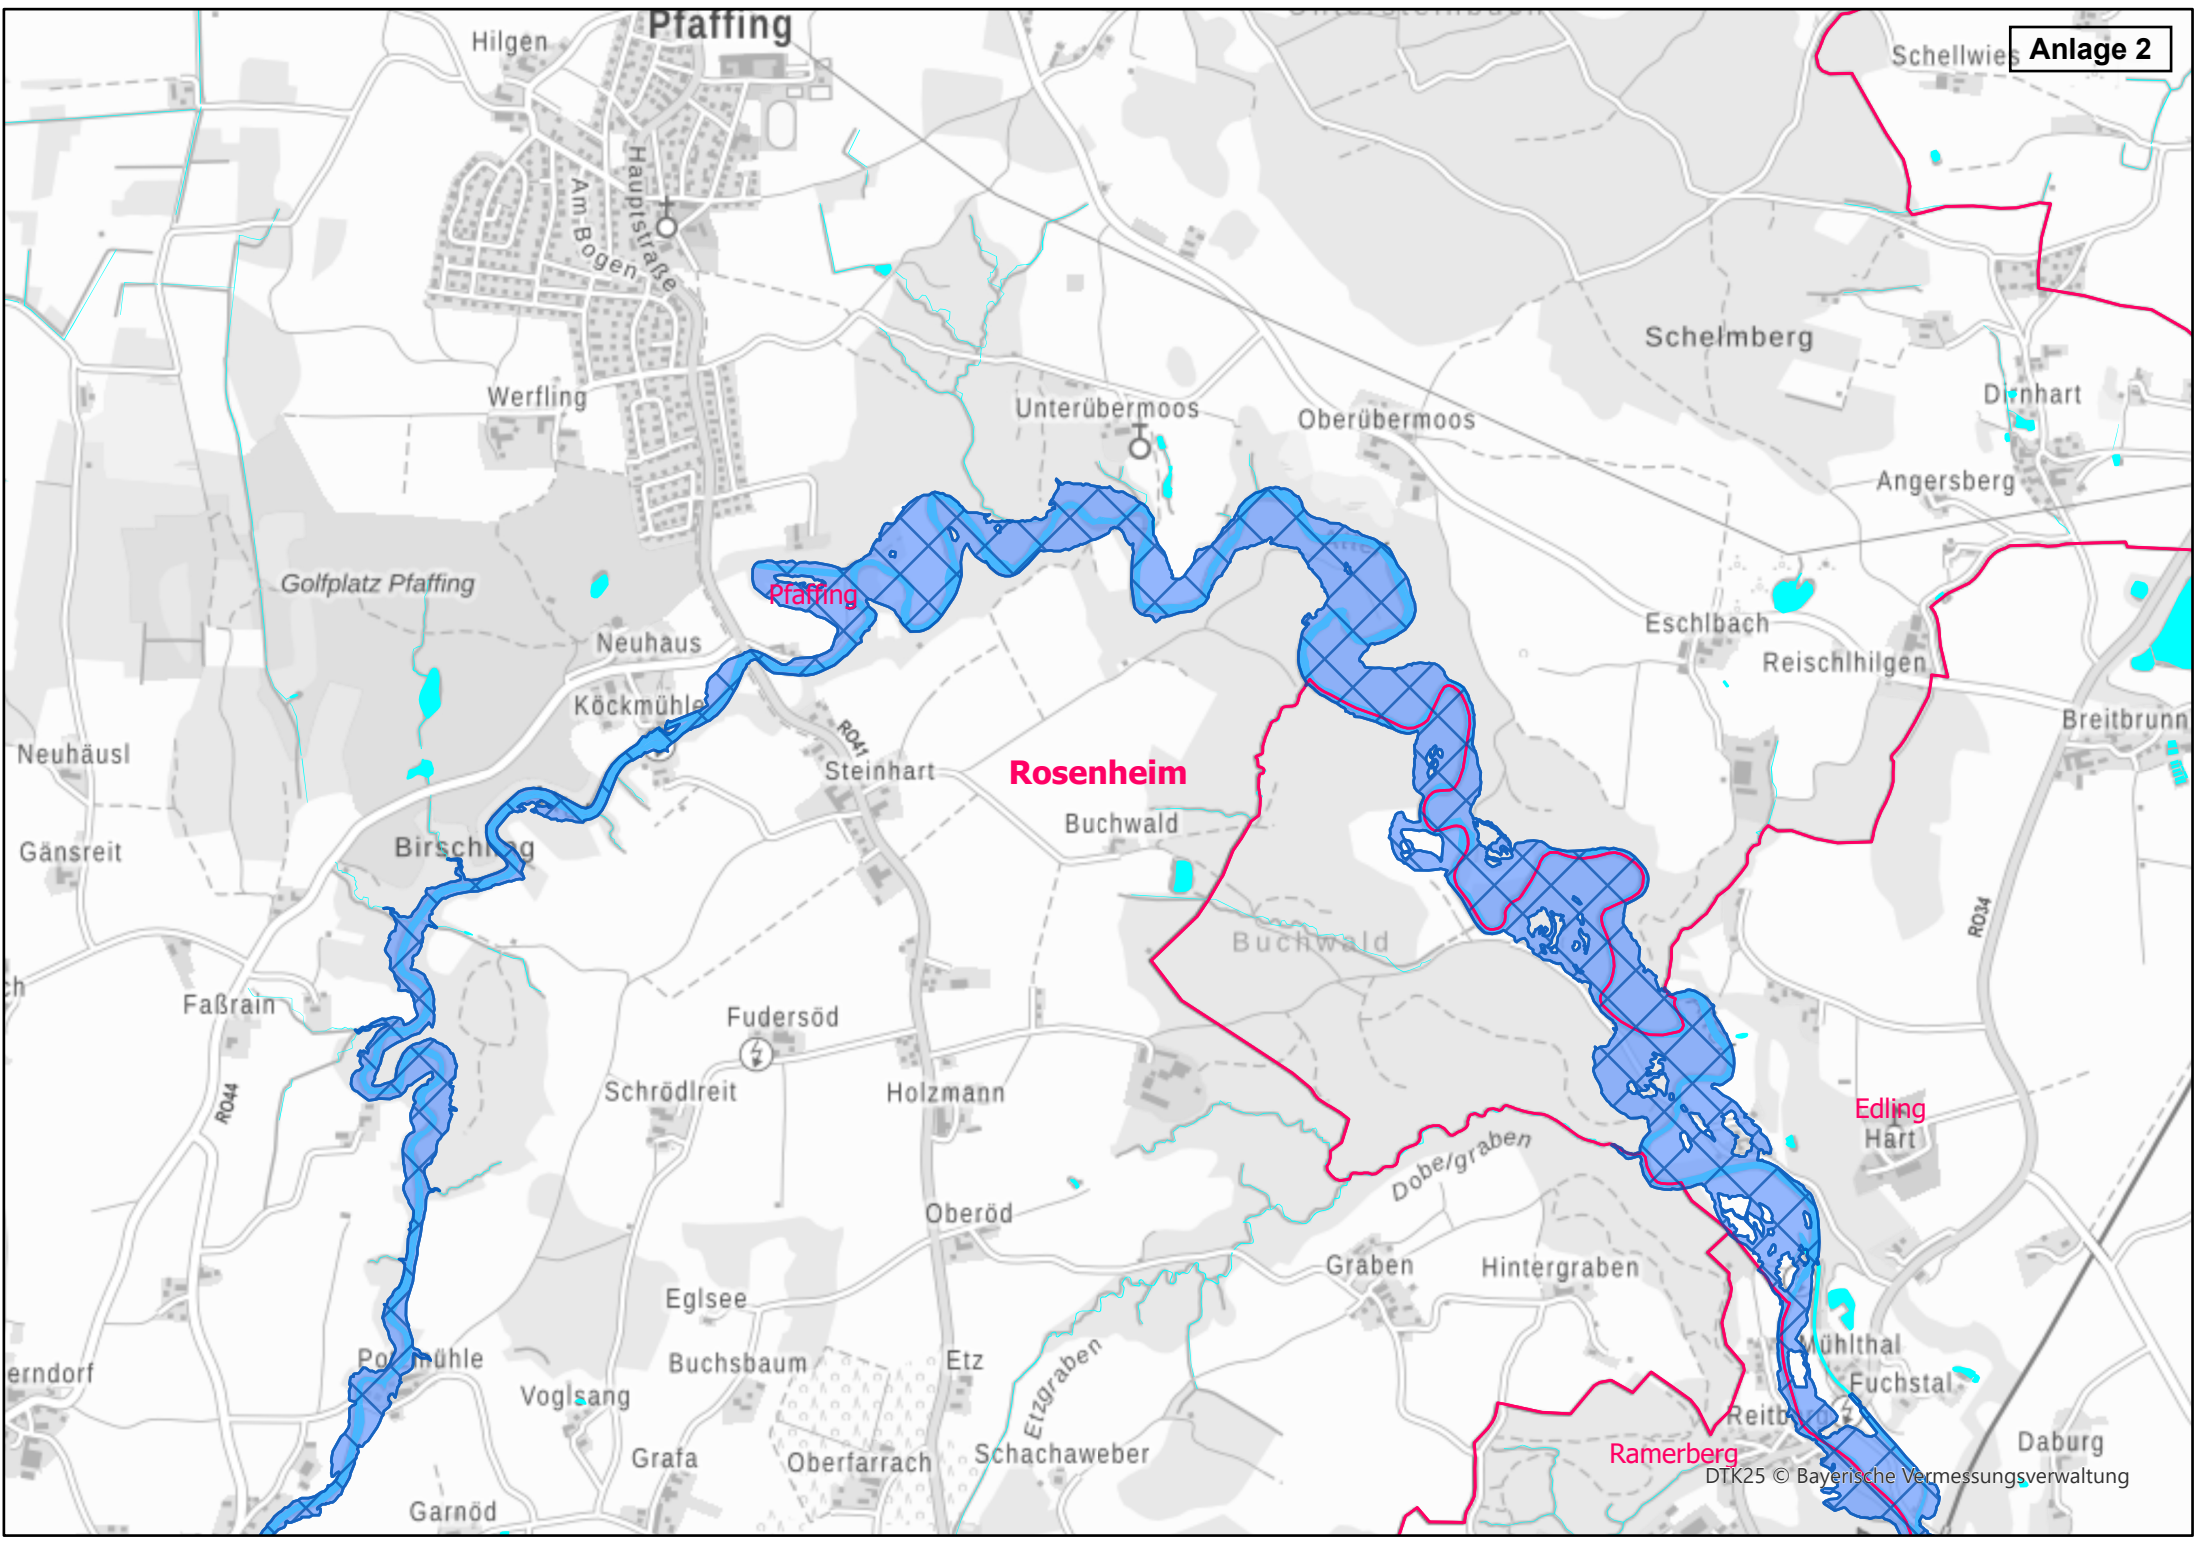 Pfaffing
Hilgen
Schellwies
Anlage 2
Hauptstraße
Am-Bogen
Schelmberg
Werfling
Unterübermoos
Oberübermoos
Dirnhart
Angersberg
Golfplatz Pfaffing
Pfaffing
Neuhaus
Eschlbach
Reischlhilgen
Köckmühle
Neuhäusl
RO41
Steinhart
Rosenheim
Breitbrunn
Gänsreit
Birschling
Buchwald
Buchwald
RO34
Faßrain
Fudersöd
RO44
Schrödlreit
Holzmann
Edling
Hart
Dobelgraben
Oberöd
Graben
Hintergraben
Eglsee
Mühlthal
erndorf
Buchsbaum
Etz
Etzgraben
Voglsang
Fuchstal
Grafa
Oberfarrach
Schachaweber
Ramerberg
Daburg
DTK25 © Bayerische Vermessungsverwaltung
Garnöd